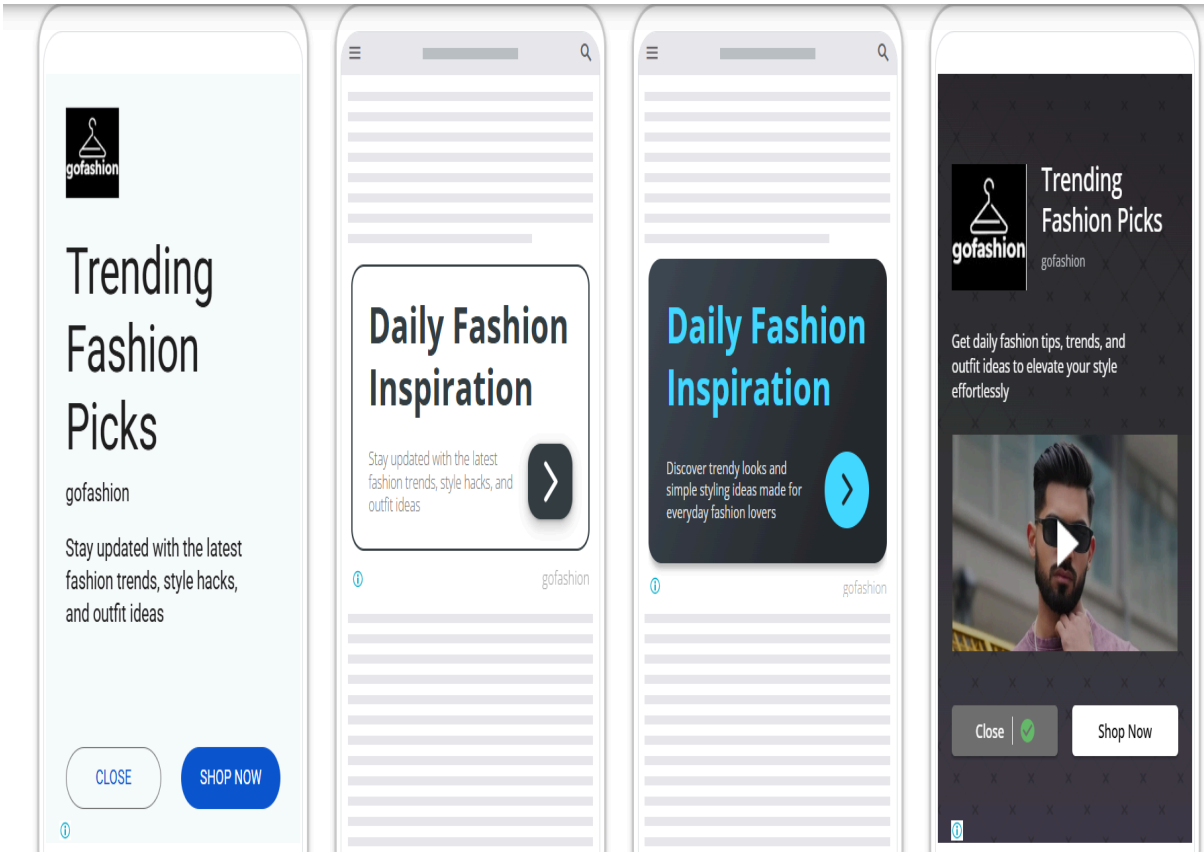 gofashion
Trending
Fashion
Picks
gofashion
Stay updated with the latest
fashion trends, style hacks,
and outfit ideas
CLOSE
SHOP NOW
Daily Fashion
Inspiration
Stay updated with the latest
fashion trends, style hacks, and
outfit ideas
gofashion
Daily Fashion
Inspiration
Discover trendy looks and
simple styling ideas made for
everyday fashion lovers
gofashion
gofashion
Trending
Fashion Picks
gofashion
Get daily fashion tips, trends, and
outfit ideas to elevate your style
effortlessly
Close
Shop Now